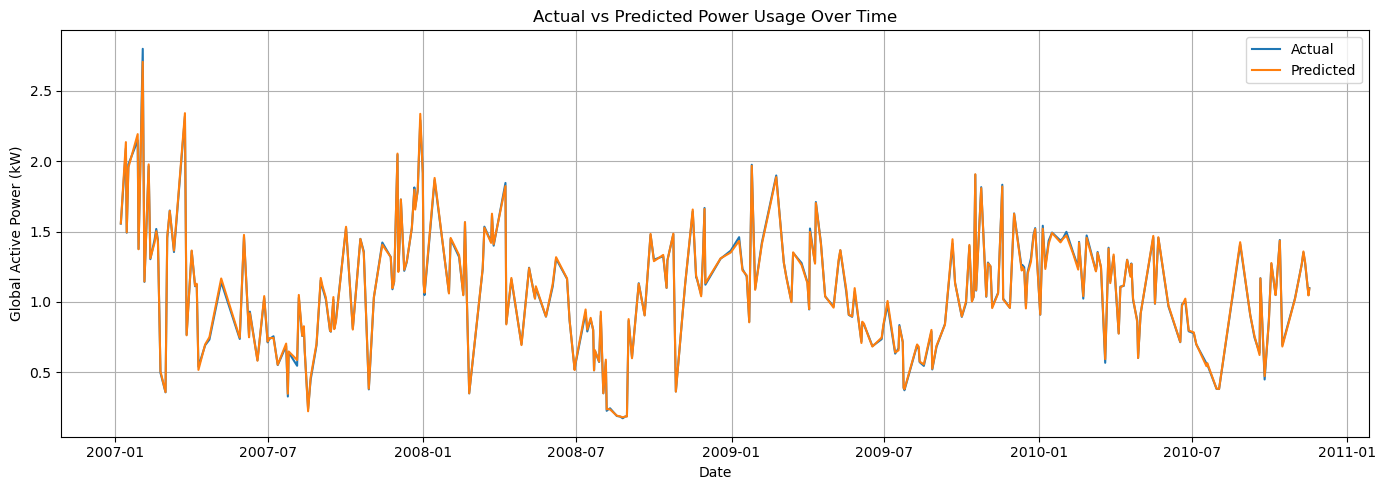 Actual vs Predicted Power Usage Over Time
Actual
Predicted
Global Active Power (kW)
2.5
2.0
1.5
1.0
0.5
2007-01
2007-07
2008-01
2008-07
2009-01
2009-07
2010-01
2010-07
2011-01
Date